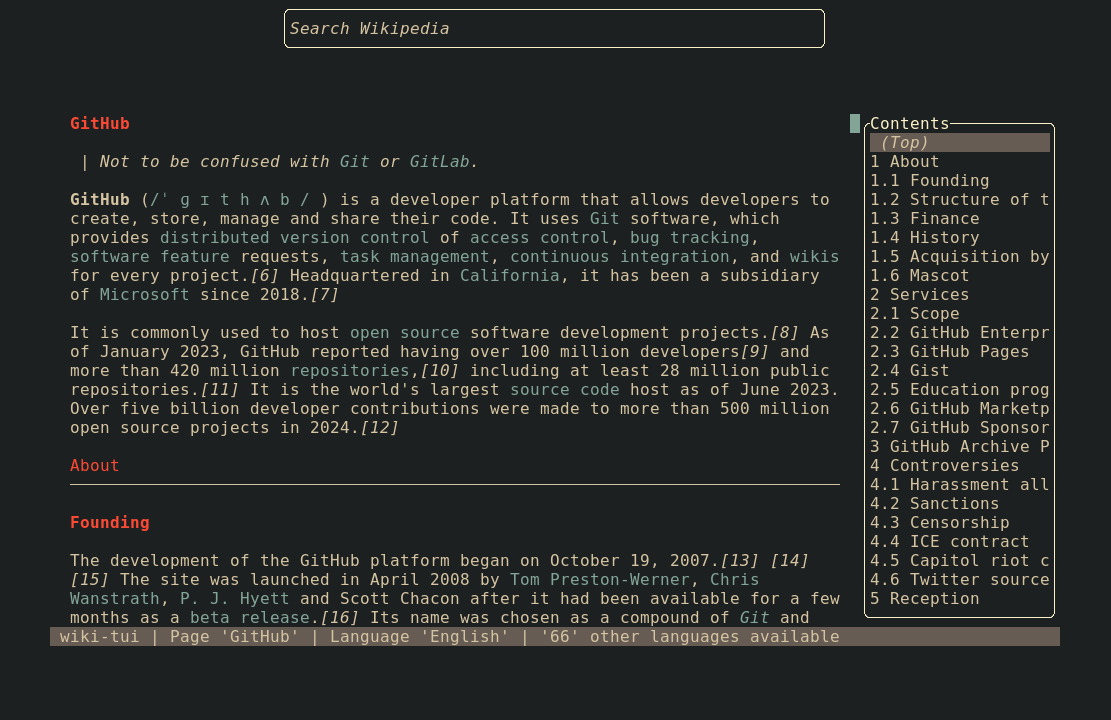 Search Wikipedia
GitHub
| Not to be confused with Git or GitLab.
GitHub (/ˈ ɡ ɪ t h ʌ b / ) is a developer platform that allows developers to
create, store, manage and share their code. It uses Git software, which
provides distributed version control of access control, bug tracking,
software feature requests, task management, continuous integration, and wikis
for every project.[6] Headquartered in California, it has been a subsidiary
of Microsoft since 2018.[7]
It is commonly used to host open source software development projects.[8] As
of January 2023, GitHub reported having over 100 million developers[9] and
more than 420 million repositories,[10] including at least 28 million public
repositories.[11] It is the world's largest source code host as of June 2023.
Over five billion developer contributions were made to more than 500 million
open source projects in 2024.[12]
About
Founding
The development of the GitHub platform began on October 19, 2007.[13] [14]
[15] The site was launched in April 2008 by Tom Preston-Werner, Chris
Wanstrath, P. J. Hyett and Scott Chacon after it had been available for a few
months as a beta release.[16] Its name was chosen as a compound of Git and
Contents
(Top)
1 About
1.1 Founding
1.2 Structure of t
1.3 Finance
1.4 History
1.5 Acquisition by
1.6 Mascot
2 Services
2.1 Scope
2.2 GitHub Enterpr
2.3 GitHub Pages
2.4 Gist
2.5 Education prog
2.6 GitHub Marketp
2.7 GitHub Sponsor
3 GitHub Archive P
4 Controversies
4.1 Harassment all
4.2 Sanctions
4.3 Censorship
4.4 ICE contract
4.5 Capitol riot c
4.6 Twitter source
5 Reception
wiki-tui | Page 'GitHub' | Language 'English' | '66' other languages available